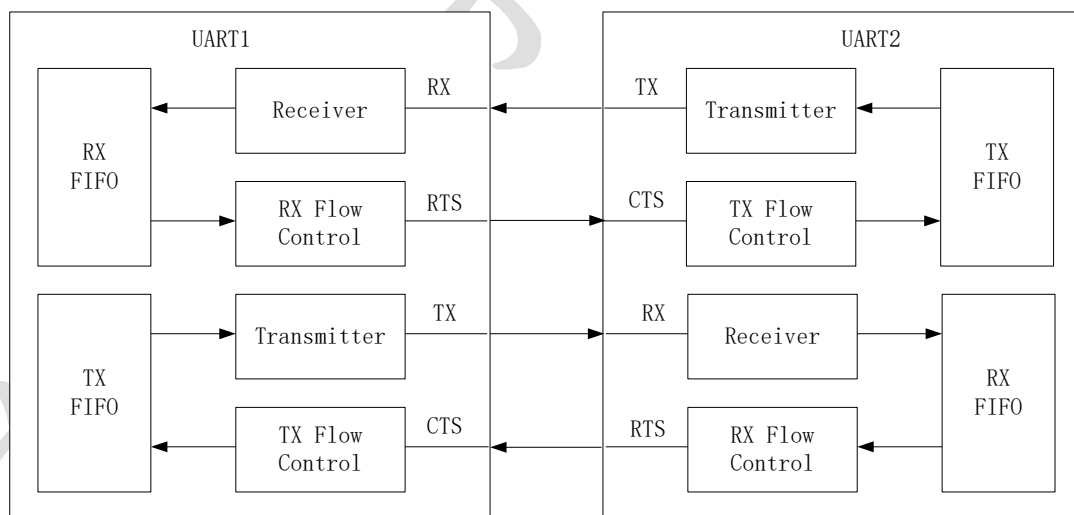 UART1
UART2
RX
FIFO
Receiver
RX
TX
Transmitter
TX
FIFO
RX Flow
Control
RTS
CTS
TX Flow
Control
TX
FIFO
Transmitter
TX
RX
Receiver
RX
FIFO
TX Flow
Control
CTS
RTS
RX Flow
Control